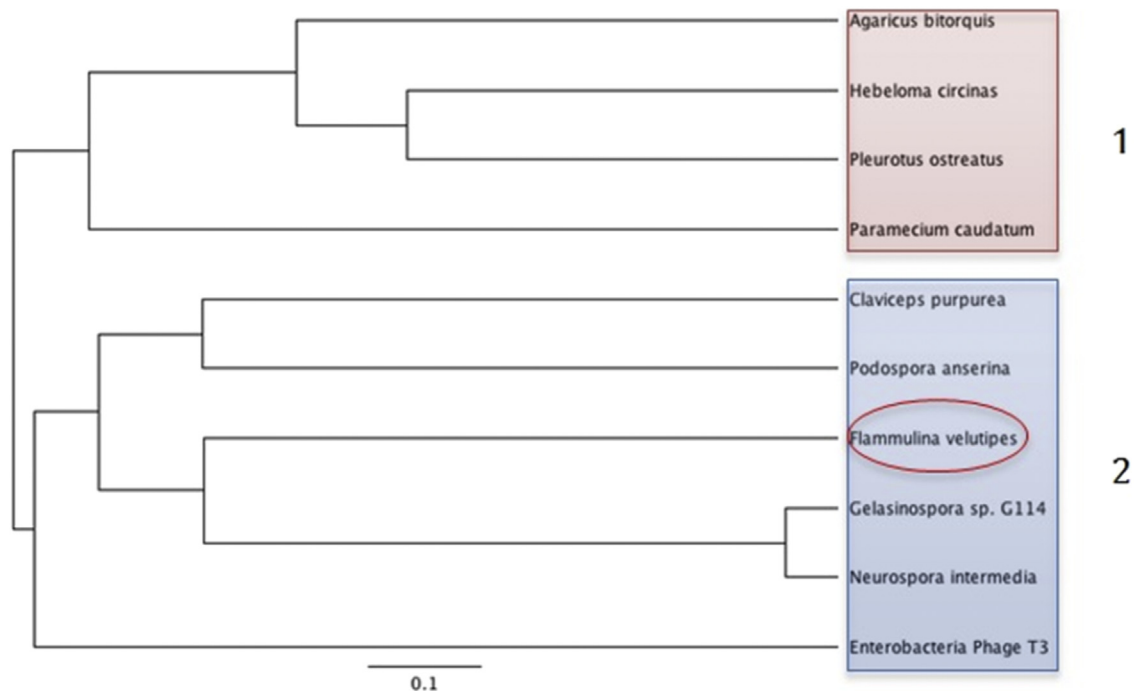 Agaricus bitorquis
Hebeloma circinas
Pleurotus ostreatus
1
Paramecium caudatum
Claviceps purpurea
Podospora anserina
Flammulina velutipes
2
Gelasinospora sp. G114
Neurospora intermedia
Enterobacteria Phage T3
0.1